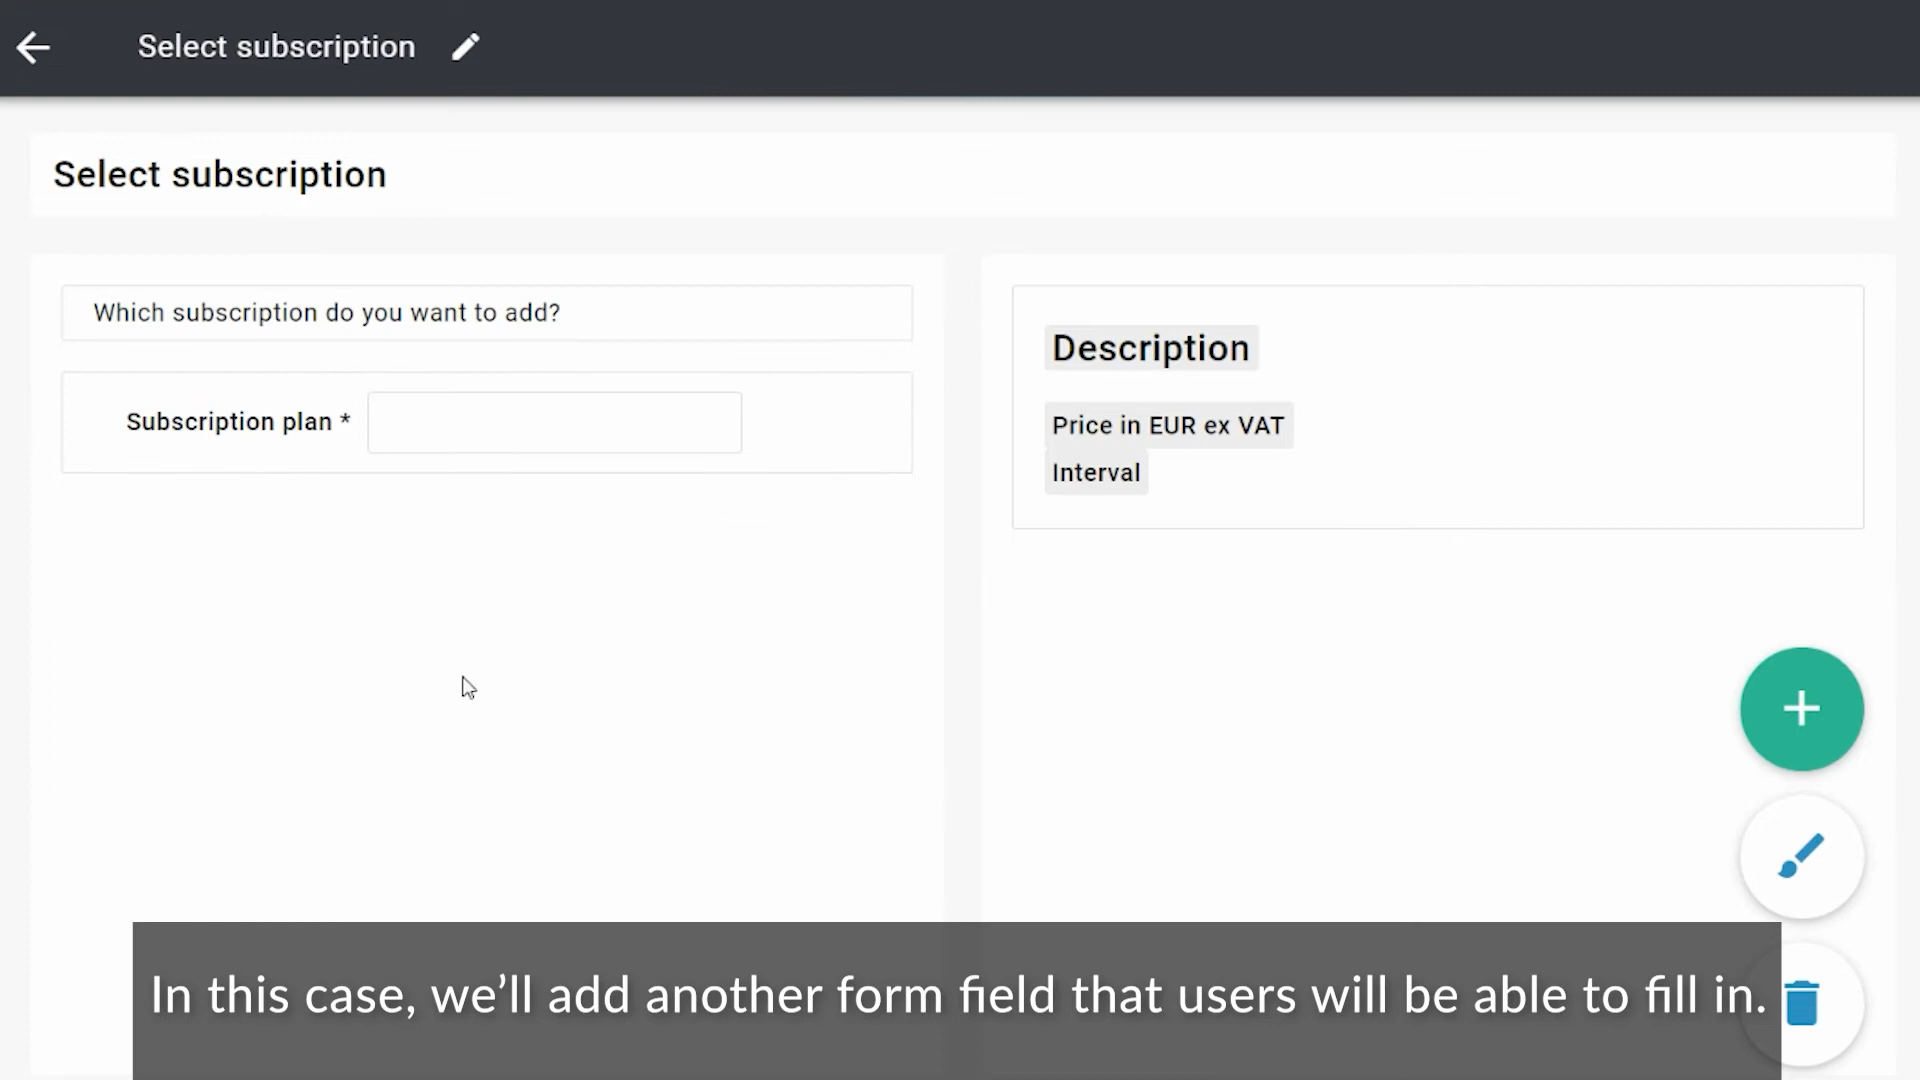 Select subscription
Select subscription
Which subscription do you want to add?
Subscription plan *
Description
Price in EUR ex VAT
Interval
In this case, we’ll add another form field that users will be able to fill in.